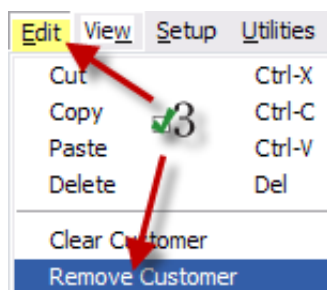 Edit View Setup Utilities
Cut Ctrl-X
Copy Ctrl-C
3
Paste Ctrl-V
Delete Del
Clear Customer
Remove Customer